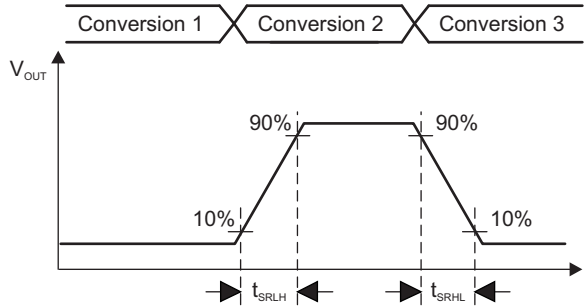 Conversion 1 Conversion 2 Conversion 3
VOUT
90% 90%
10% 10%
tSRLH tSRHL